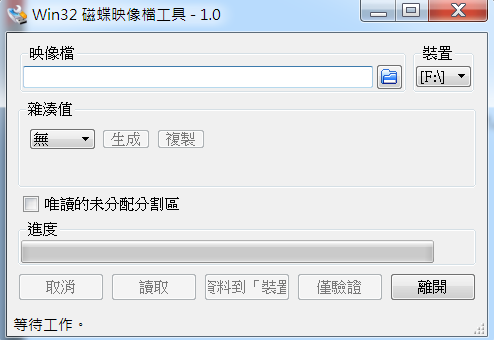 Win32 磁蝶映像檔工具 - 1.0
映像檔
裝置
[F:\]
雜湊值
無
生成
複製
唯讀的未分配分割區
進度
取消
讀取
資料到「裝置
僅驗證
離開
等待工作。